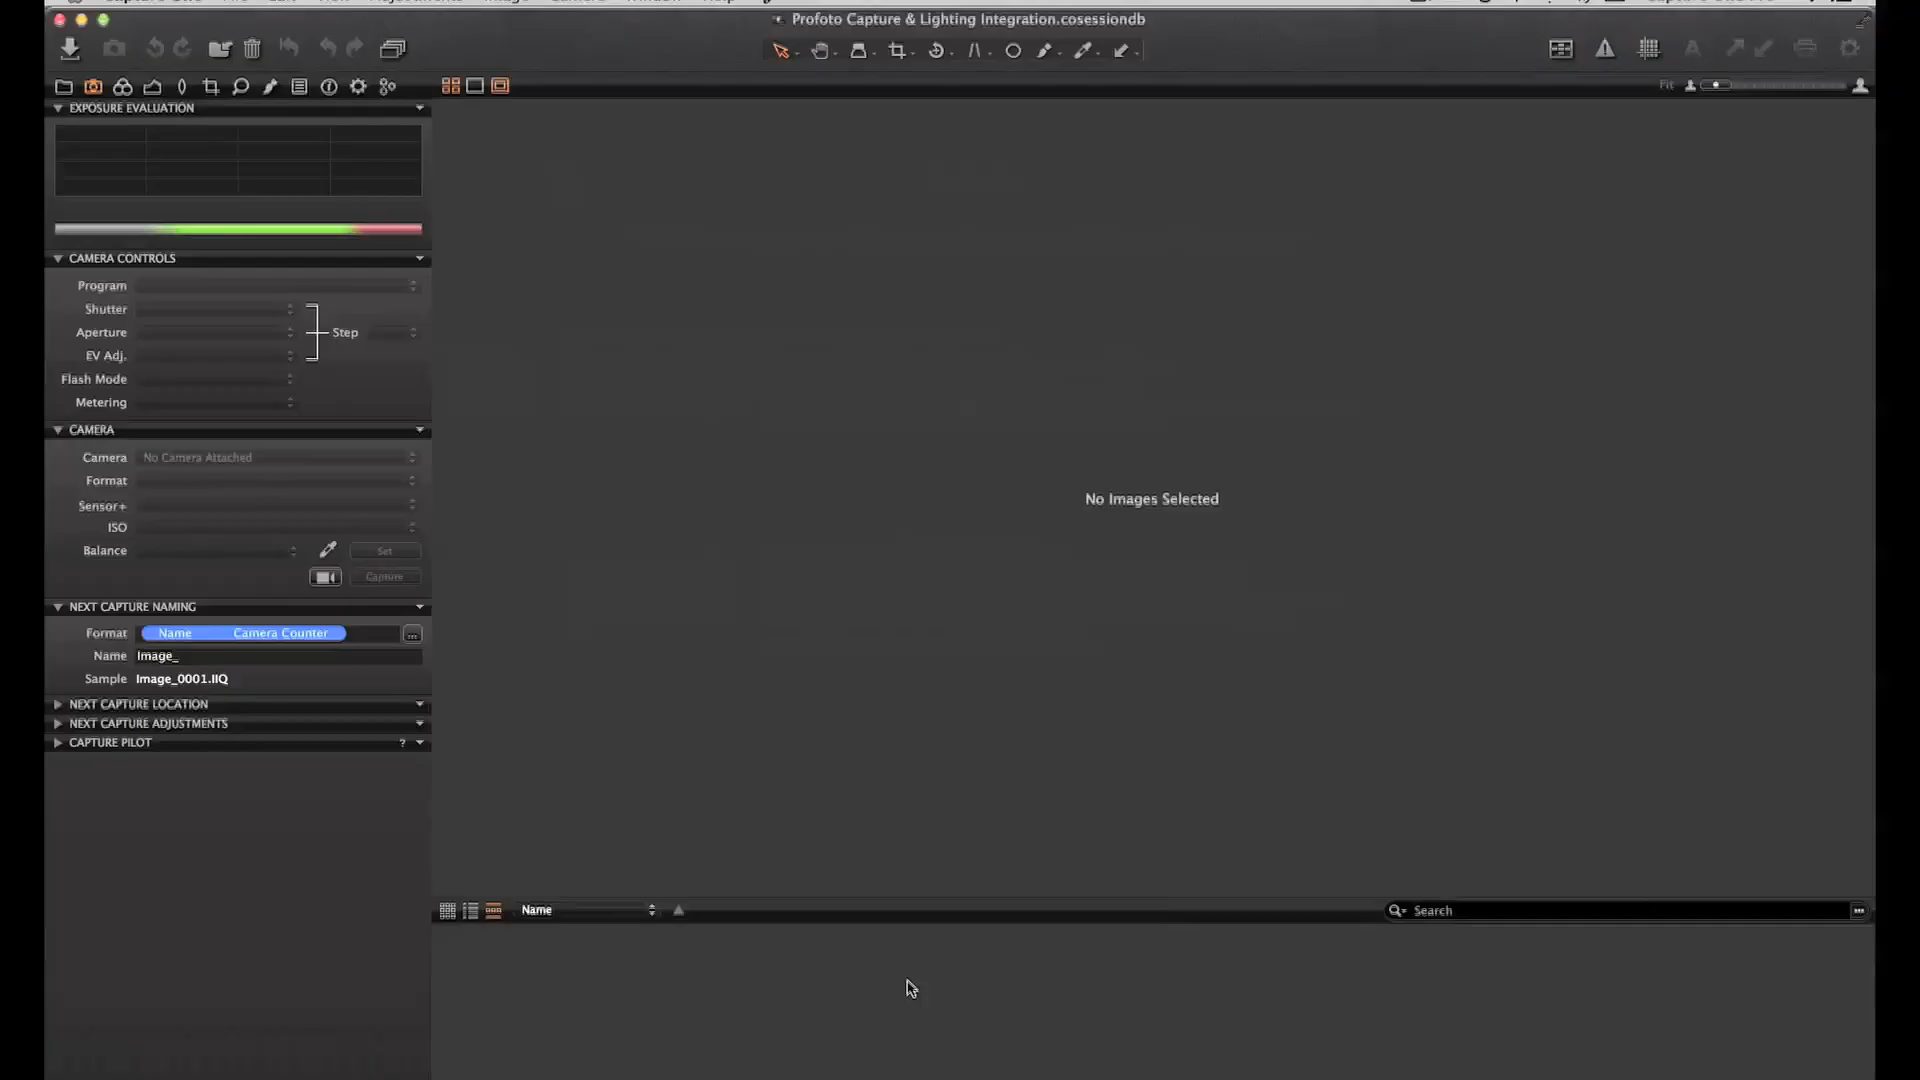 Profoto Capture & Lighting Integration.cosessiondb
Fit
EXPOSURE EVALUATION
CAMERA CONTROLS
Program
Shutter
Aperture
Step
EV Adj.
Flash Mode
Metering
CAMERA
Camera No Camera Attached
Format
Sensor+
ISO
Balance
Set
Capture
No Images Selected
NEXT CAPTURE NAMING
Format Name Camera Counter ...
Name Image_
Sample Image_0001.IIQ
NEXT CAPTURE LOCATION
NEXT CAPTURE ADJUSTMENTS
CAPTURE PILOT ?
Name
Search